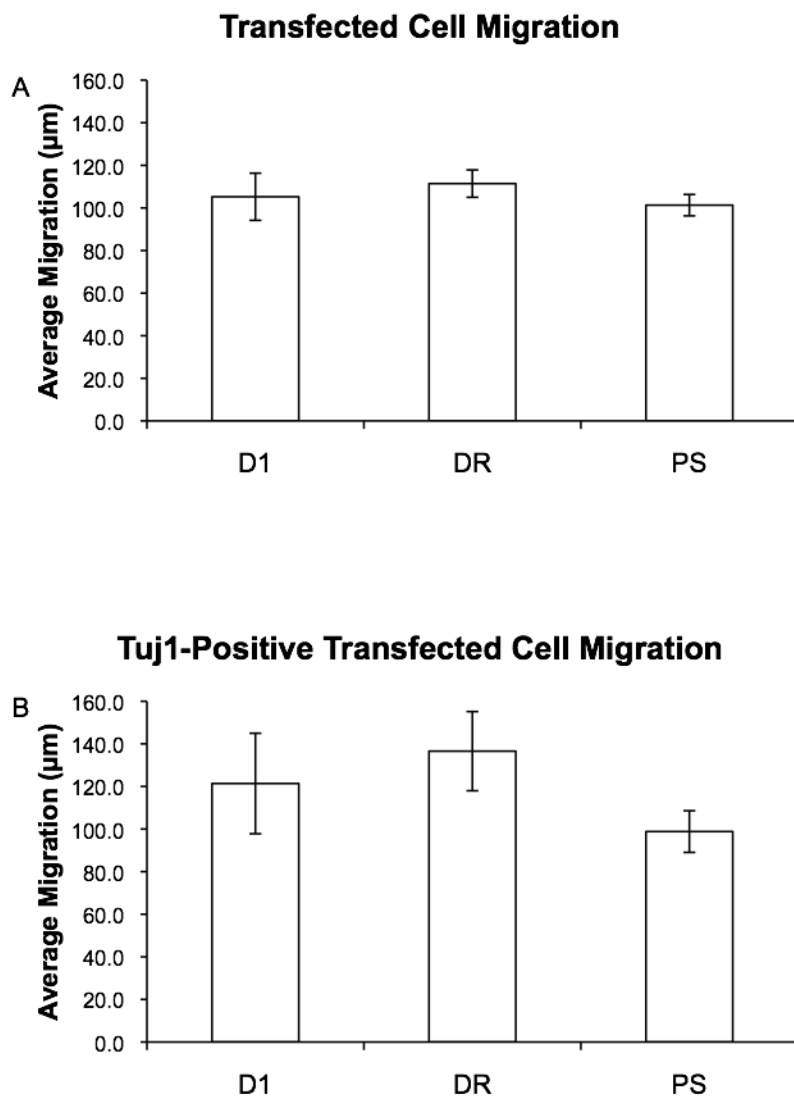 Transfected Cell Migration
A
Average Migration (µm)
160.0
140.0
120.0
100.0
80.0
60.0
40.0
20.0
0.0
D1 DR PS
Tuj1-Positive Transfected Cell Migration
B
Average Migration (µm)
160.0
140.0
120.0
100.0
80.0
60.0
40.0
20.0
0.0
D1 DR PS